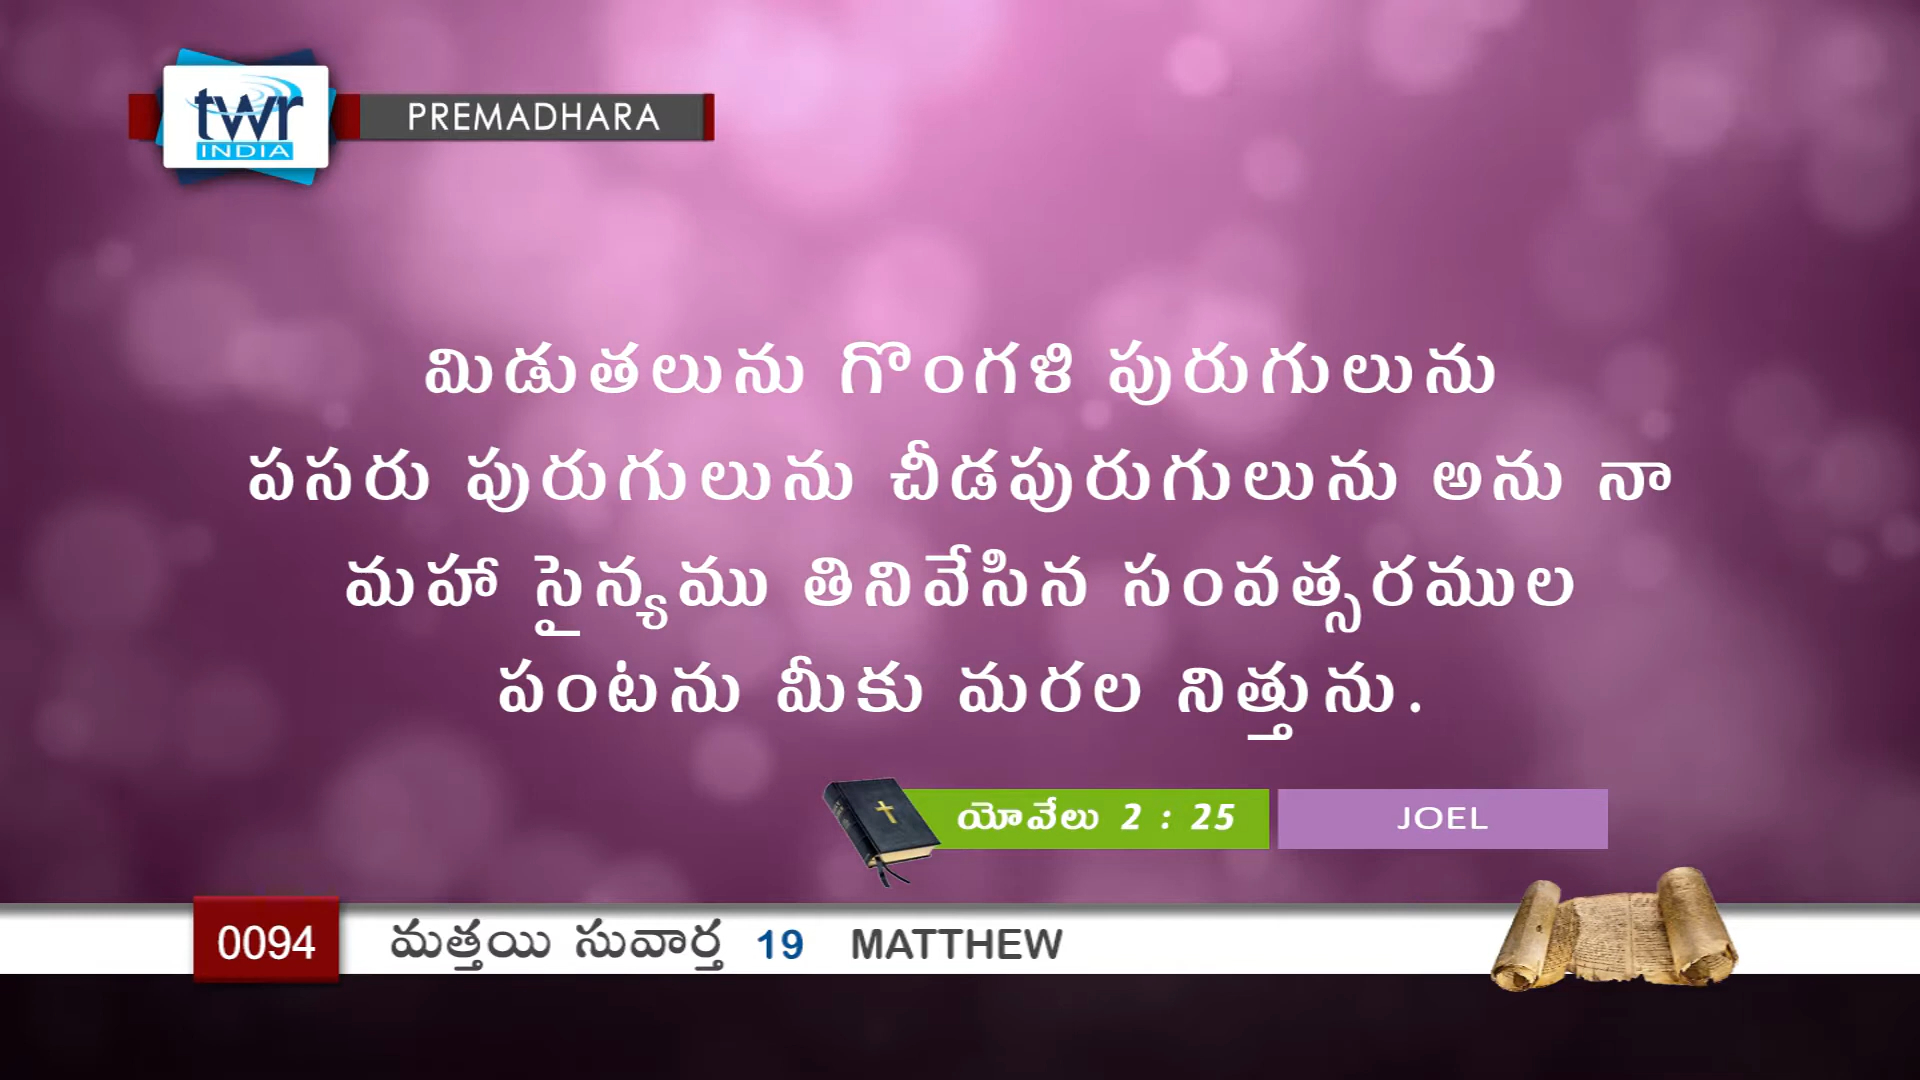 twr
INDIA
PREMADHARA
మిడుతలును గొంగళి పురుగులును
పసరు పురుగులును చీడపురుగులును అను నా
మహా సైన్యము తినివేసిన సంవత్సరముల
పంటను మీకు మరల నిత్తును.
యోవేలు 2 : 25 JOEL
0094 మత్తయి సువార్త 19 MATTHEW